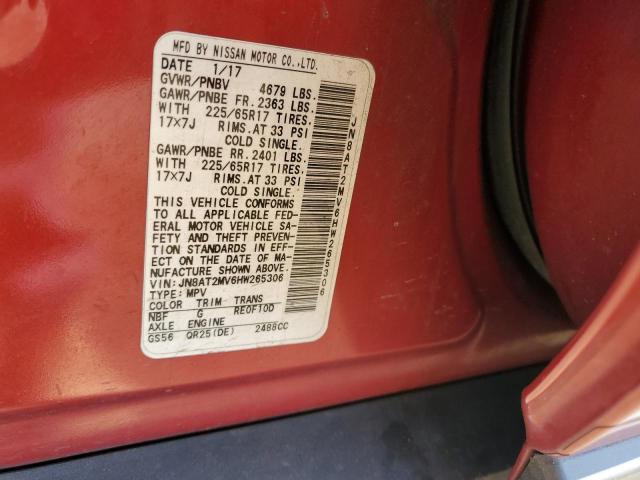 MFD BY NISSAN MOTOR CO.,LTD.
DATE 1/17
GVWR/PNBV 4679 LBS.
GAWR/PNBE FR. 2363 LBS.
WITH 225/65R17 TIRES.
17×7J RIMS.AT 33 PSI
COLD SINGLE.
GAWR/PNBE RR. 2401 LBS.
WITH 225/65R17 TIRES.
17×7J RIMS.AT 33 PSI
COLD SINGLE.
THIS VEHICLE CONFORMS
TO ALL APPLICABLE FED-
ERAL MOTOR VEHICLE SA-
FETY AND THEFT PREVEN-
TION STANDARDS IN EFF-
ECT ON THE DATE OF MA-
NUFACTURE SHOWN ABOVE.
VIN: JN8AT2MV6HW265306
TYPE: MPV
COLOR TRIM TRANS
NBF G RE0F10D
AXLE ENGINE
GS56 QR25(DE) 2488CC
JN8AT2MV6HW265306